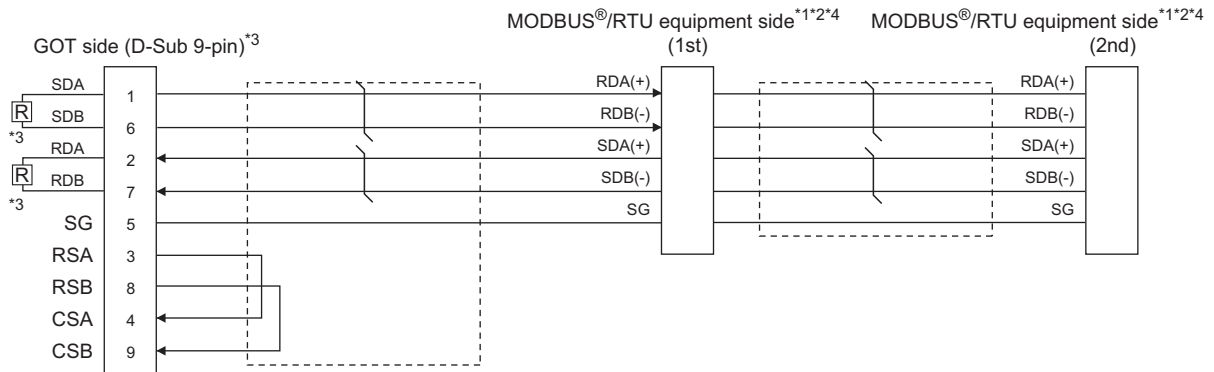 MODBUS®/RTU equipment side*1*2*4 MODBUS®/RTU equipment side*1*2*4
GOT side (D-Sub 9-pin)*3 (1st) (2nd)
SDA 1 RDA(+) RDA(+)
R SDB 6 RDB(-) RDB(-)
*3
RDA 2 SDA(+) SDA(+)
R RDB 7 SDB(-) SDB(-)
*3
SG 5 SG SG
RSA 3
RSB 8
CSA 4
CSB 9